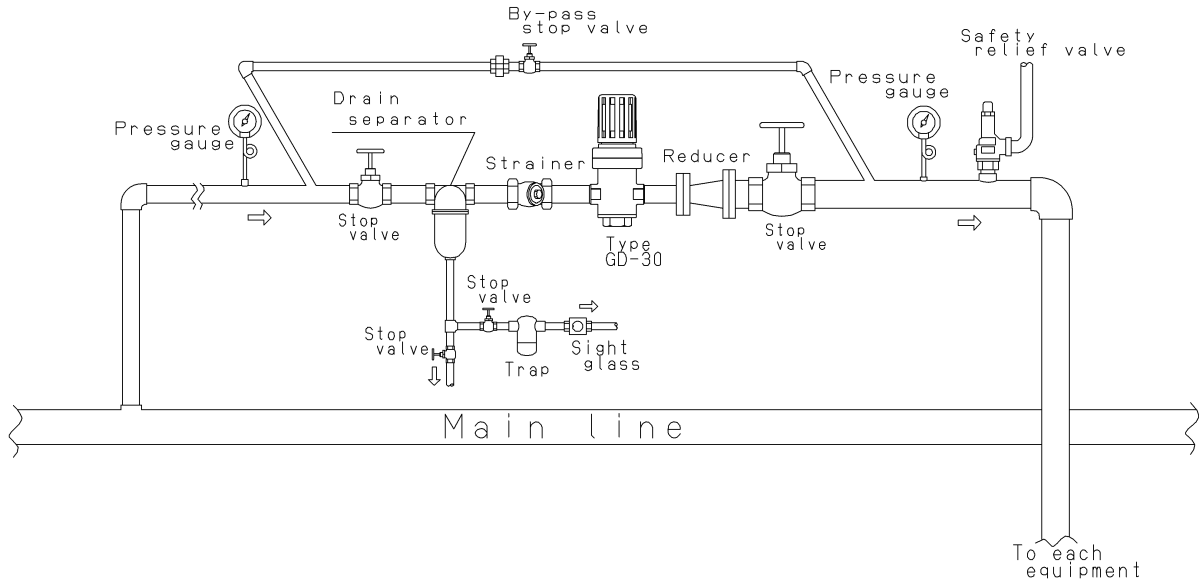 By-pass
stop valve
Safety
relief valve
Pressure
gauge
Drain
separator
Pressure
gauge
Strainer
Reducer
Stop
valve
Type
GD-30
Stop
valve
Stop
valve
Stop
valve
Sight
glass
Trap
Main line
To each
equipment